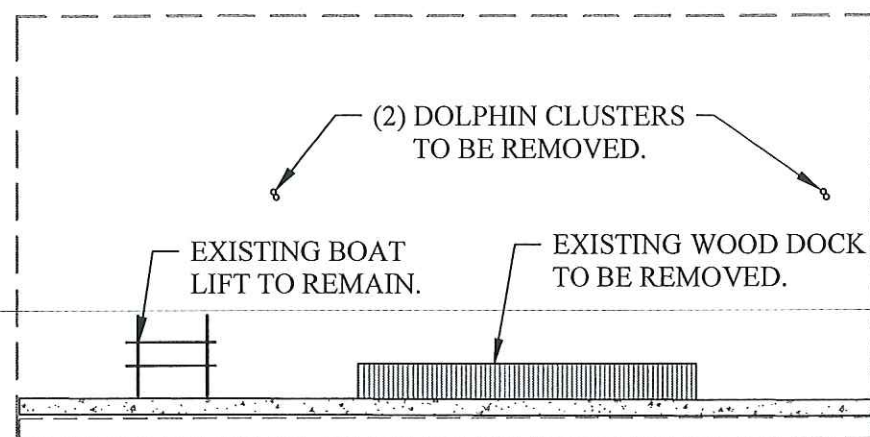 (2) DOLPHIN CLUSTERS
TO BE REMOVED.
EXISTING BOAT
LIFT TO REMAIN.
EXISTING WOOD DOCK
TO BE REMOVED.